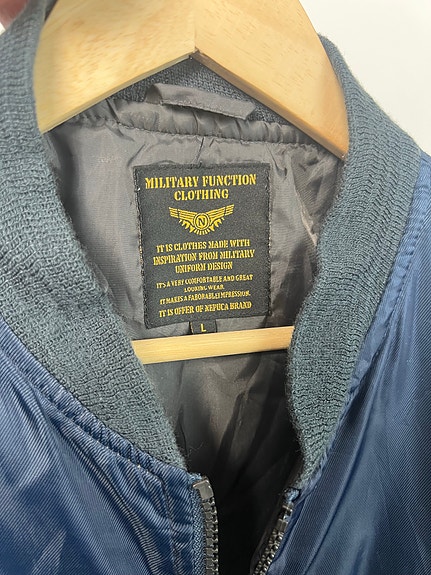 MILITARY FUNCTION
CLOTHING
N
IT IS CLOTHES MADE WITH
INSPIRATION FROM MILITARY
UNIFORM DESIGN
IT'S A VERY COMFORTABLE AND GREAT
LOOKING WEAR.
IT MAKES A FABORABLEI IMPRESSION.
IT IS OFFER OF NEPUCA BRAND
L